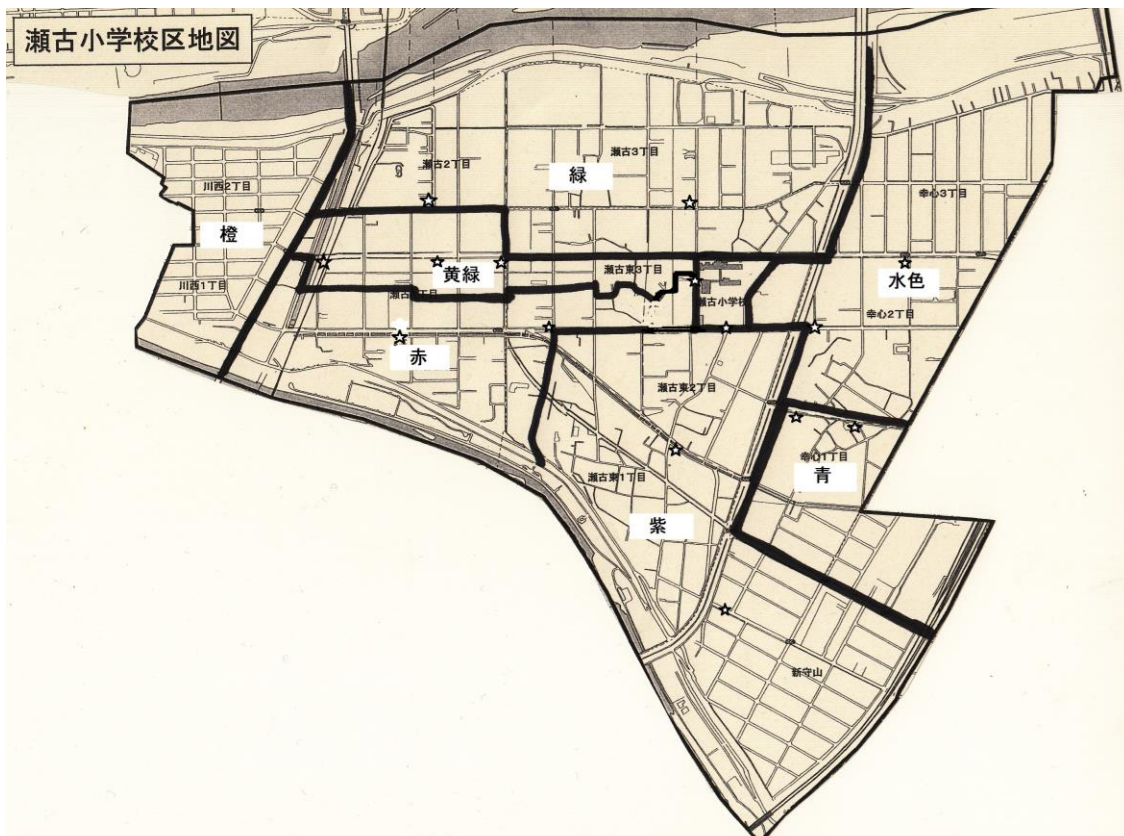 瀬古小学校区地図
瀬古2丁目
瀬古3丁目
緑
川西2丁目
幸心3丁目
橙
黄緑
瀬古東3丁目
水色
川西1丁目
瀬古小学校
幸心2丁目
赤
瀬古東2丁目
幸心1丁目
青
瀬古東1丁目
紫
新守山